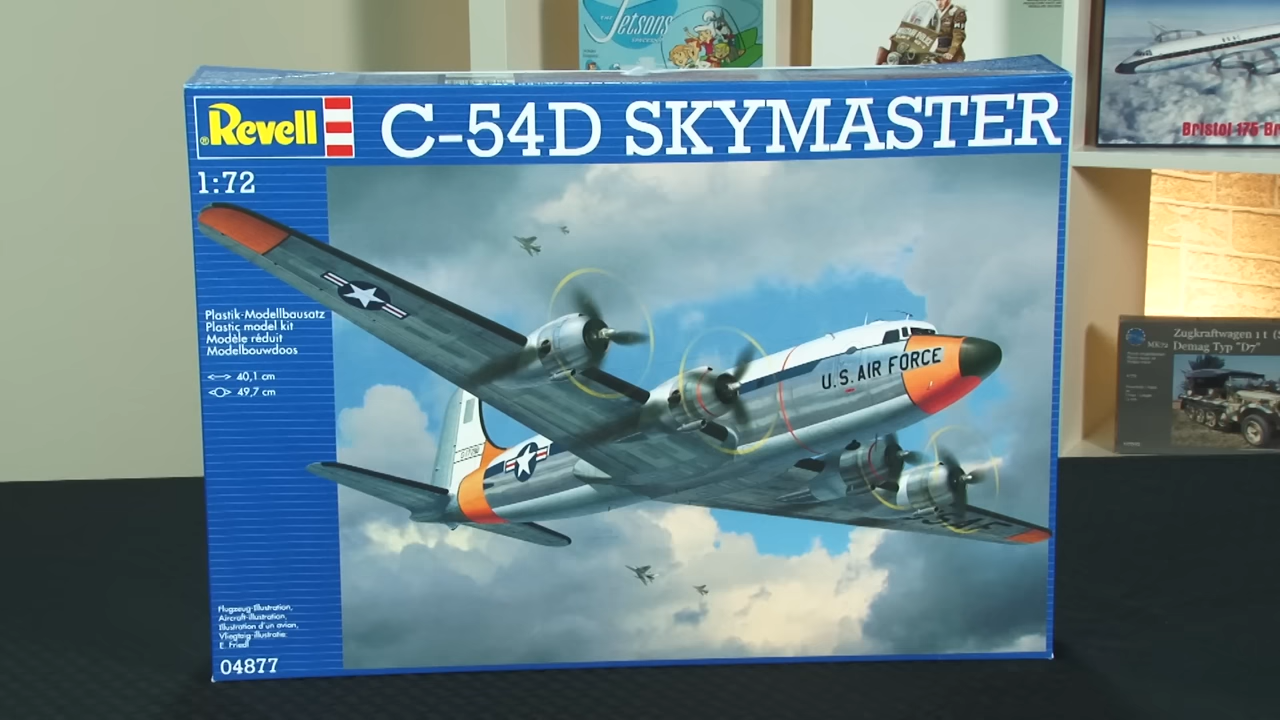 THE
Jetsons
Revell
C-54D SKYMASTER
1:72
Plastik-Modellbausatz
Plastic model kit
Modèle réduit
Modelbouwdoos
40,1 cm
49,7 cm
U.S. AIR FORCE
Flugzeug-Illustration,
Aircraft-illustration,
Illustration d'un avion,
Vliegtuig-illustratie:
E. Friedl
04877
Bristol 175 Br
Zugkraftwagen 1 t (S
Demag Typ "D7"